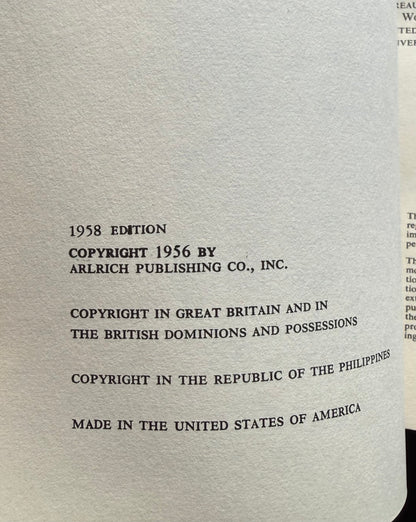 1958 EDITION
COPYRIGHT 1956 BY
ARLRICH PUBLISHING CO., INC.
COPYRIGHT IN GREAT BRITAIN AND IN
THE BRITISH DOMINIONS AND POSSESSIONS
COPYRIGHT IN THE REPUBLIC OF THE PHILIPPINES
MADE IN THE UNITED STATES OF AMERICA